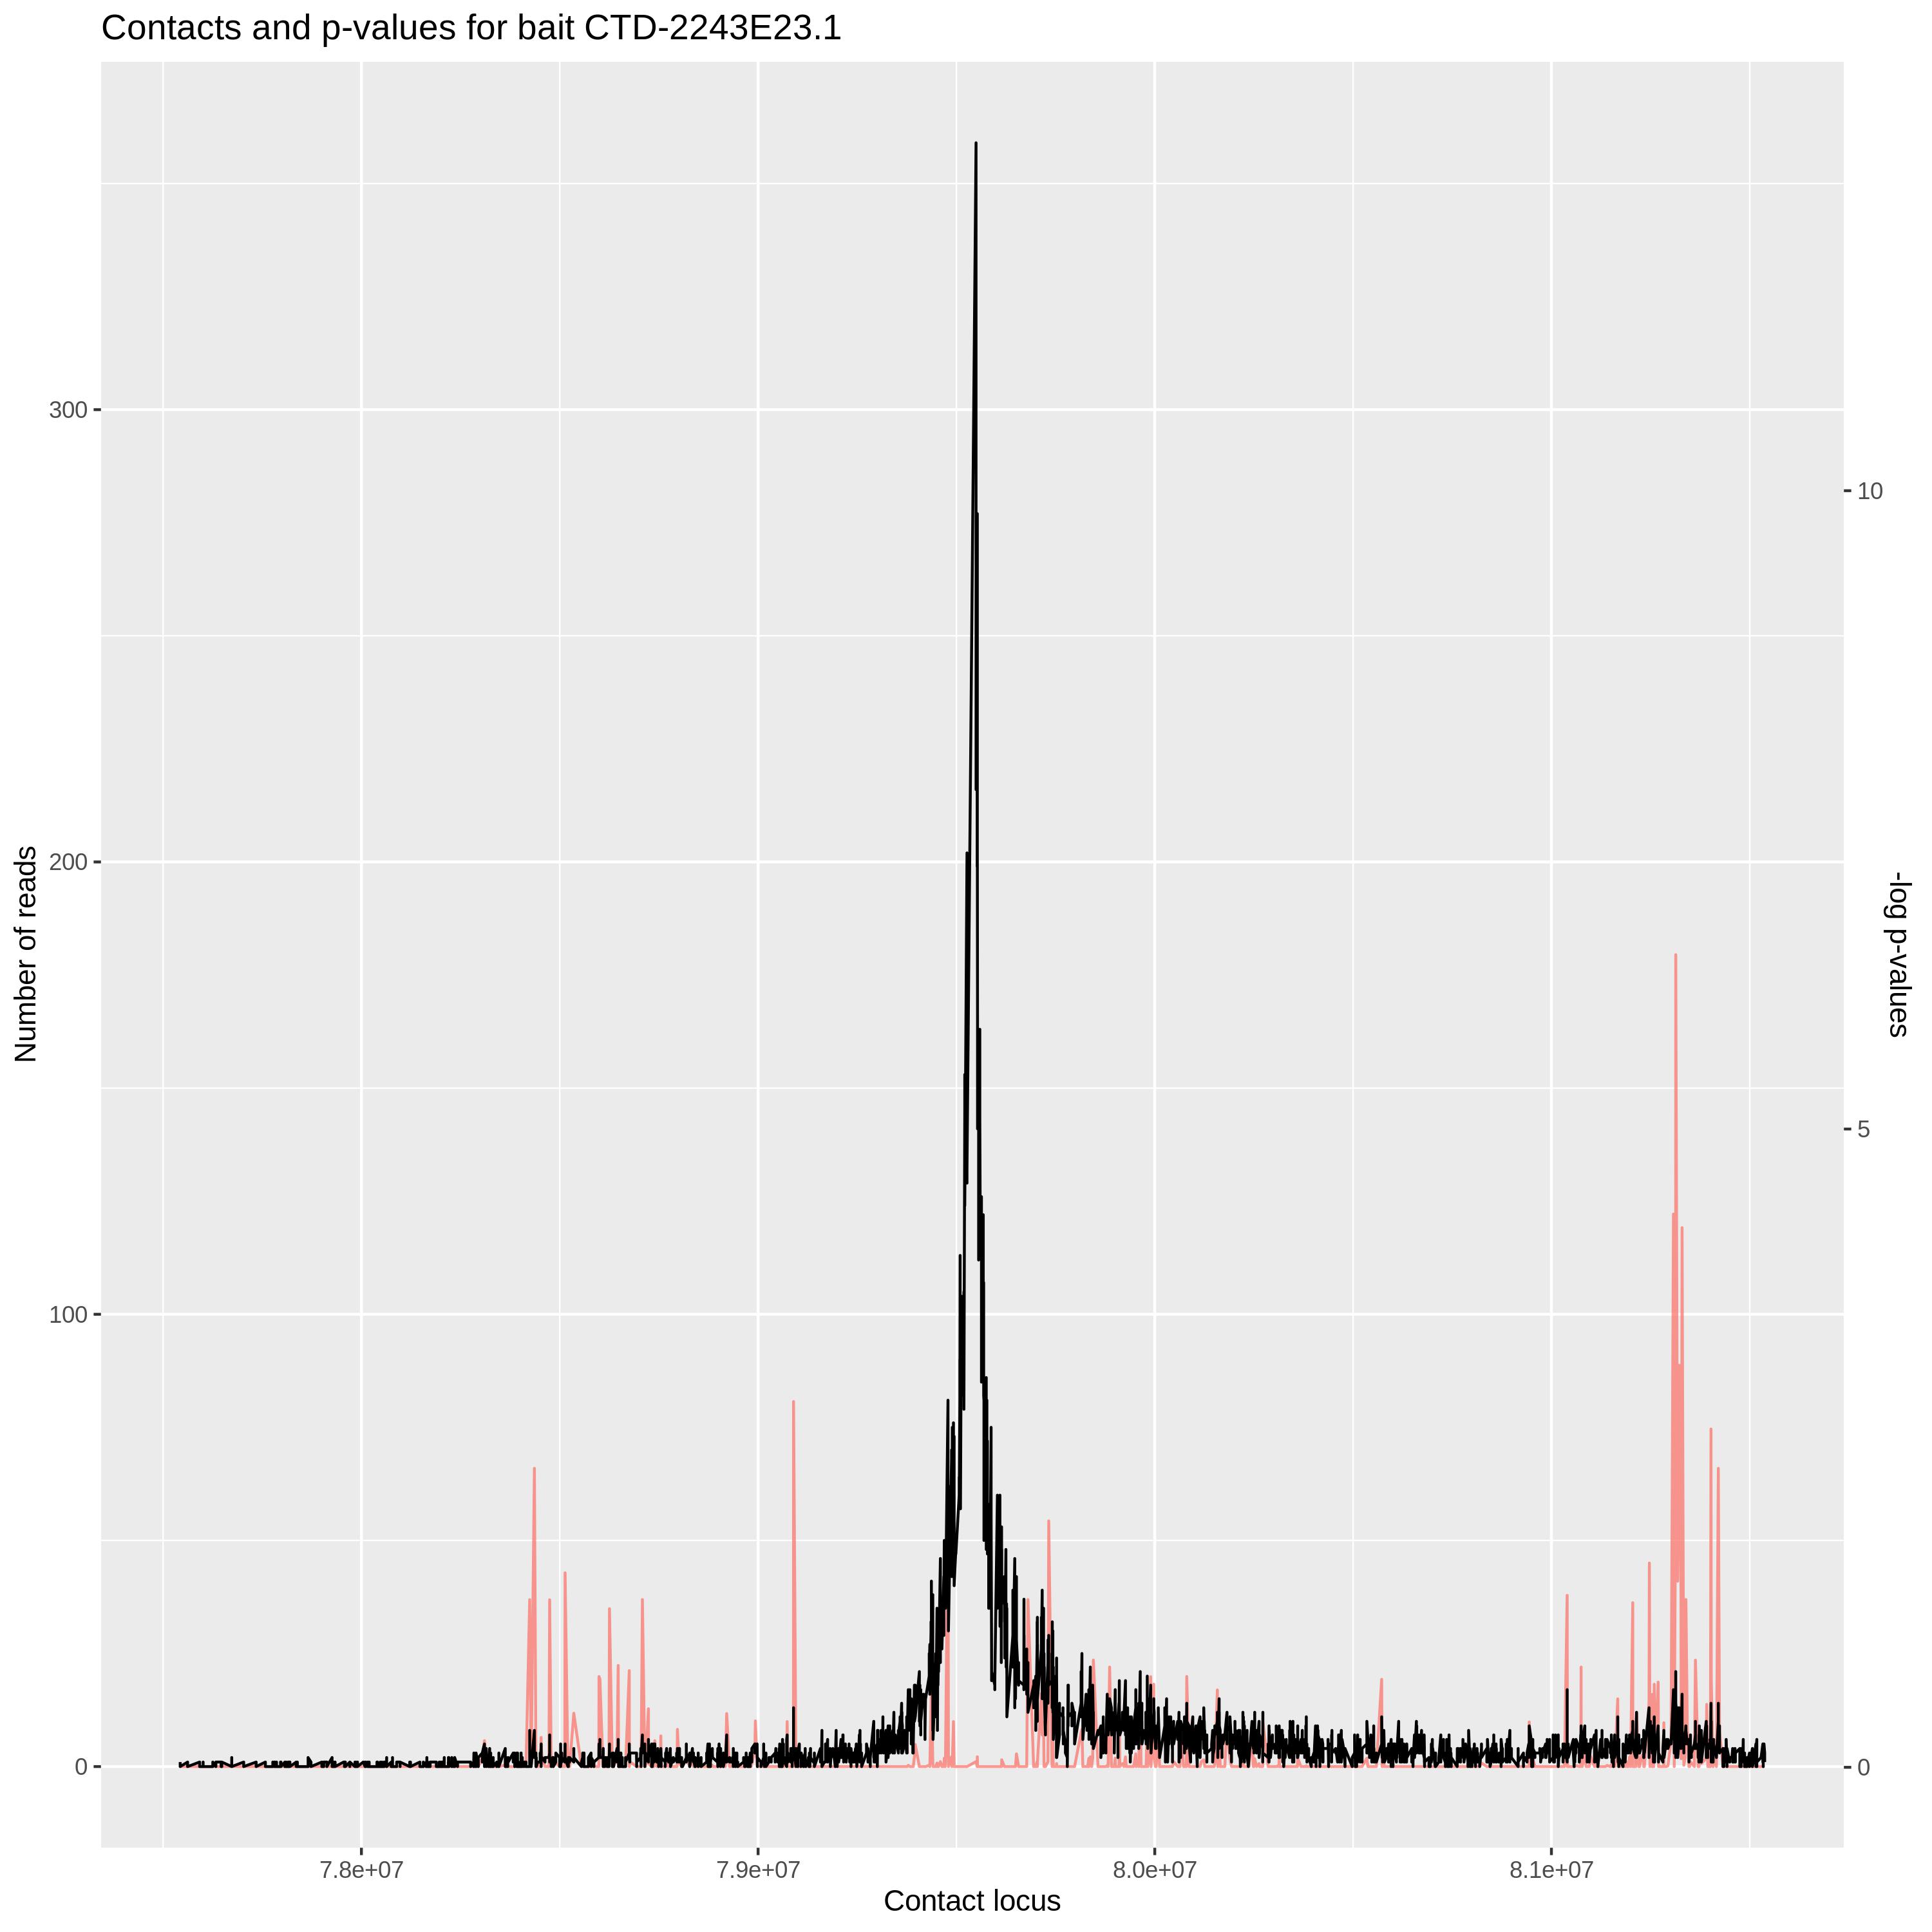 Contacts and p-values for bait CTD-2243E23.1
Number of reads
300
200
100
0
10
5
0
-log p-values
7.8e+07
7.9e+07
8.0e+07
8.1e+07
Contact locus